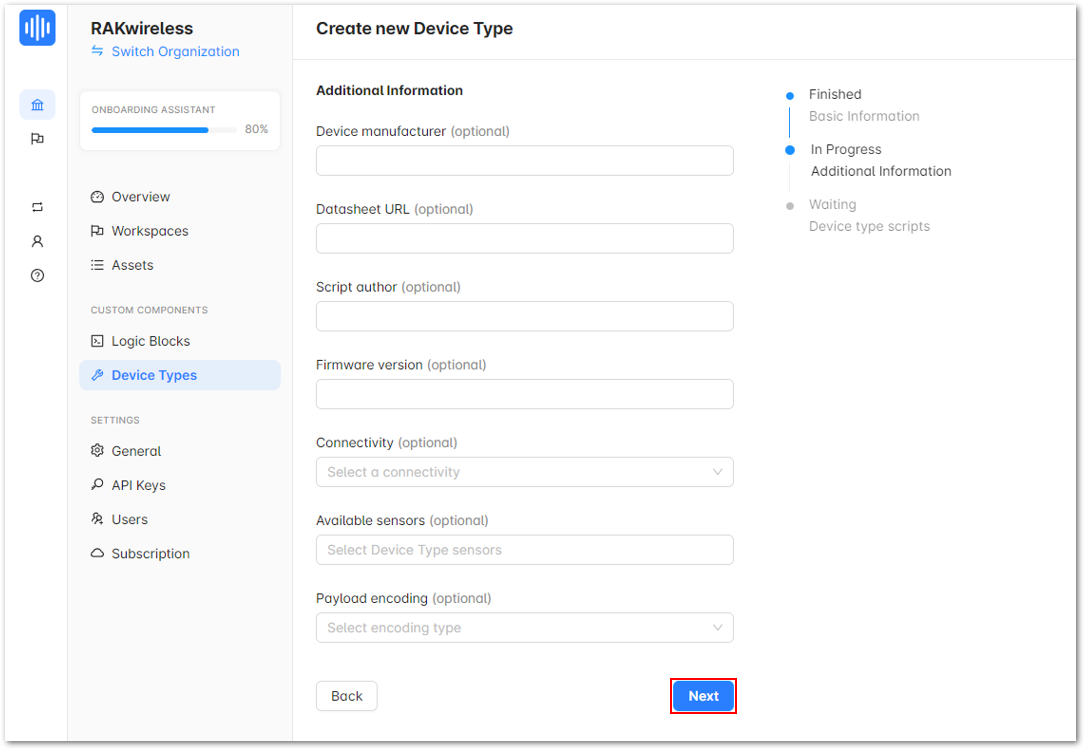 RAKwireless
Switch Organization
ONBOARDING ASSISTANT
80%
Overview
Workspaces
Assets
CUSTOM COMPONENTS
Logic Blocks
Device Types
SETTINGS
General
API Keys
Users
Subscription
Create new Device Type
Additional Information
Device manufacturer (optional)
Datasheet URL (optional)
Script author (optional)
Firmware version (optional)
Connectivity (optional)
Select a connectivity
Available sensors (optional)
Select Device Type sensors
Payload encoding (optional)
Select encoding type
Back
Next
Finished
Basic Information
In Progress
Additional Information
Waiting
Device type scripts